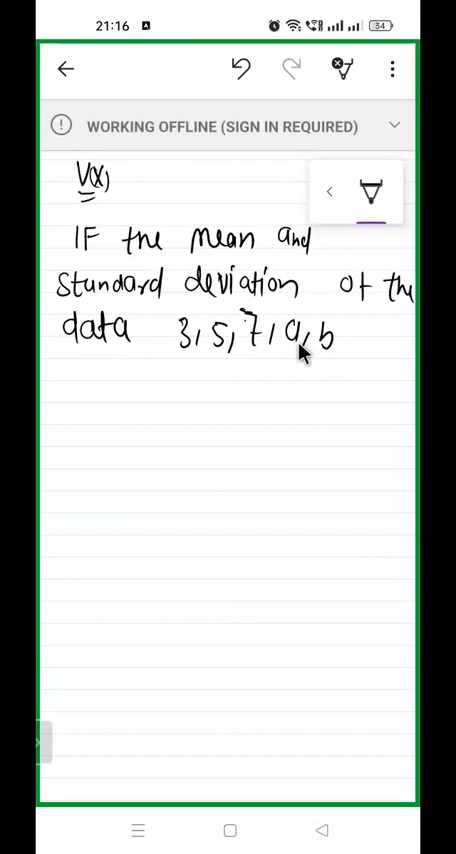 21:16
34
WORKING OFFLINE (SIGN IN REQUIRED)
V(x)
IF the mean and
standard deviation of the
data 3, 5, 7, a, b